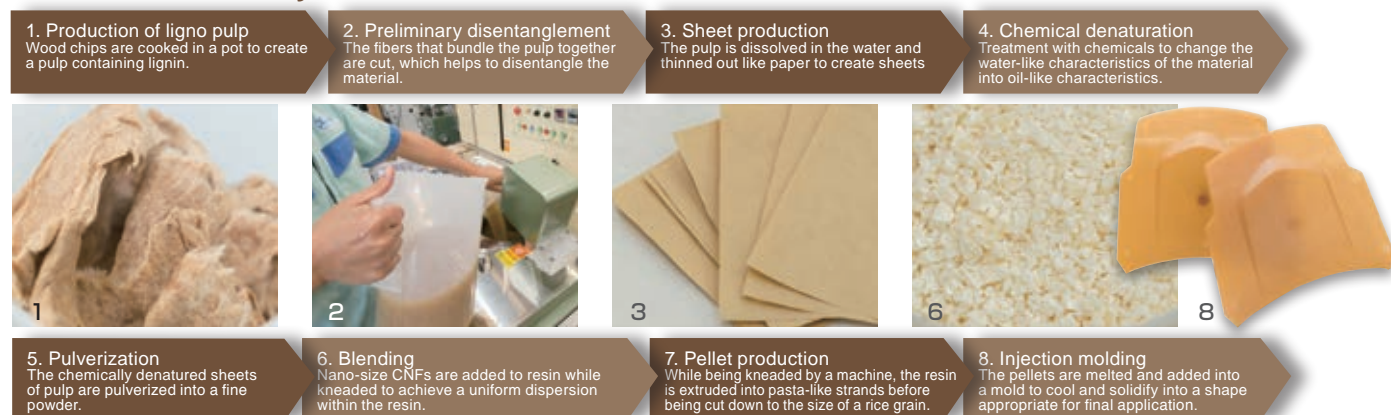 1. Production of ligno pulp
Wood chips are cooked in a pot to create
a pulp containing lignin.
2. Preliminary disentanglement
The fibers that bundle the pulp together
are cut, which helps to disentangle the
material.
3. Sheet production
The pulp is dissolved in the water and
thinned out like paper to create sheets
4. Chemical denaturation
Treatment with chemicals to change the
water-like characteristics of the material
into oil-like characteristics.
1
2
3
6
8
5. Pulverization
The chemically denatured sheets
of pulp are pulverized into a fine
powder.
6. Blending
Nano-size CNFs are added to resin while
kneaded to achieve a uniform dispersion
within the resin.
7. Pellet production
While being kneaded by a machine, the resin
is extruded into pasta-like strands before
being cut down to the size of a rice grain.
8. Injection molding
The pellets are melted and added into
a mold to cool and solidify into a shape
appropriate for final application.